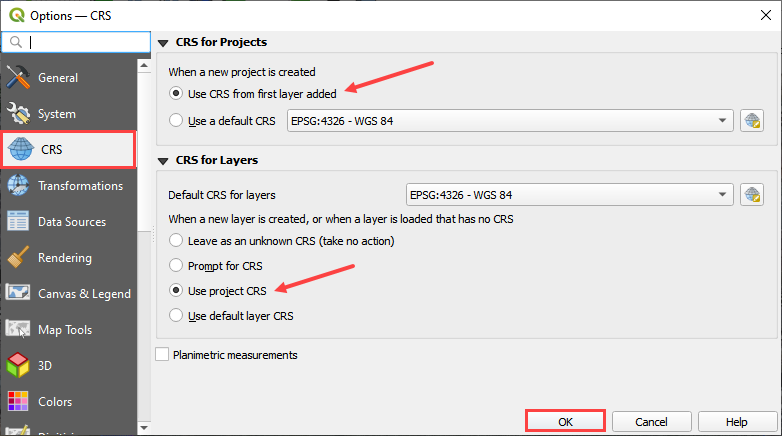 Options — CRS
CRS for Projects
When a new project is created
Use CRS from first layer added
Use a default CRS
EPSG:4326 - WGS 84
CRS for Layers
Default CRS for layers
EPSG:4326 - WGS 84
When a new layer is created, or when a layer is loaded that has no CRS
Leave as an unknown CRS (take no action)
Prompt for CRS
Use project CRS
Use default layer CRS
Planimetric measurements
General
System
CRS
Transformations
Data Sources
Rendering
Canvas & Legend
Map Tools
3D
Colors
OK
Cancel
Help